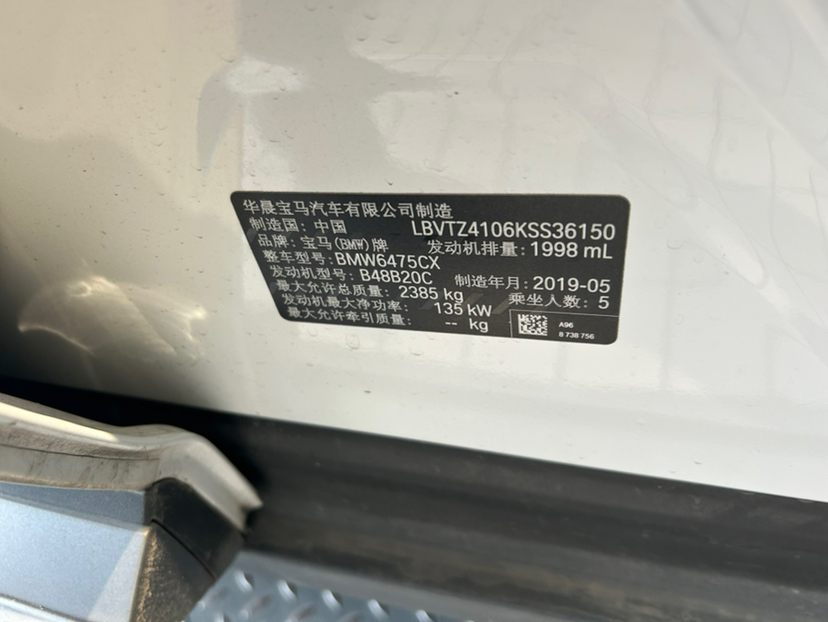 华晨宝马汽车有限公司制造
制造国：中国 LBVTZ4106KSS36150
品牌：宝马(BMW)牌 发动机排量：1998 mL
整车型号：BMW6475CX
发动机型号：B48B20C 制造年月：2019-05
最大允许总质量：2385 kg 乘坐人数：5
发动机最大净功率：135 kW
最大允许牵引质量：-- kg
A96
8 738 756